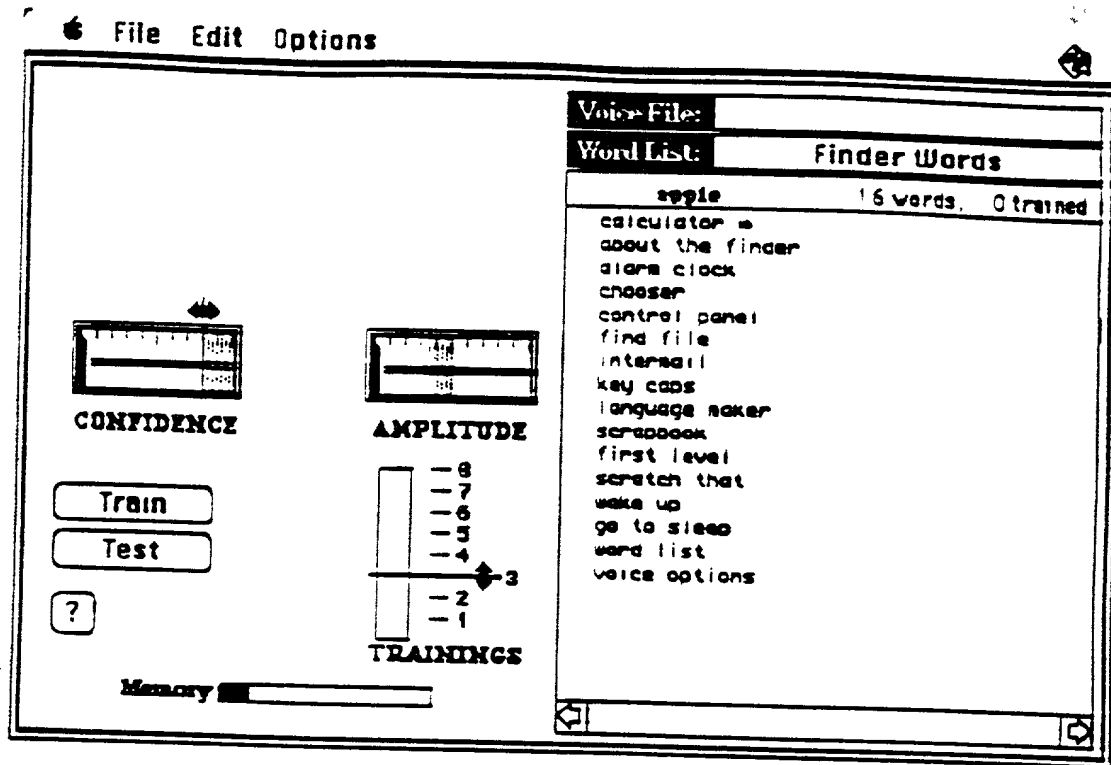 File Edit Options
Voice File:
Word List: Finder Words
apple 16 words, 0 trained
calculator
about the finder
alarm clock
chooser
control panel
find file
intermail
key caps
language maker
scrapbook
first level
scratch that
wake up
go to sleep
word list
voice options
CONFIDENCE
AMPLITUDE
8
7
6
5
4
3
2
1
TRAININGS
Train
Test
?
Memory